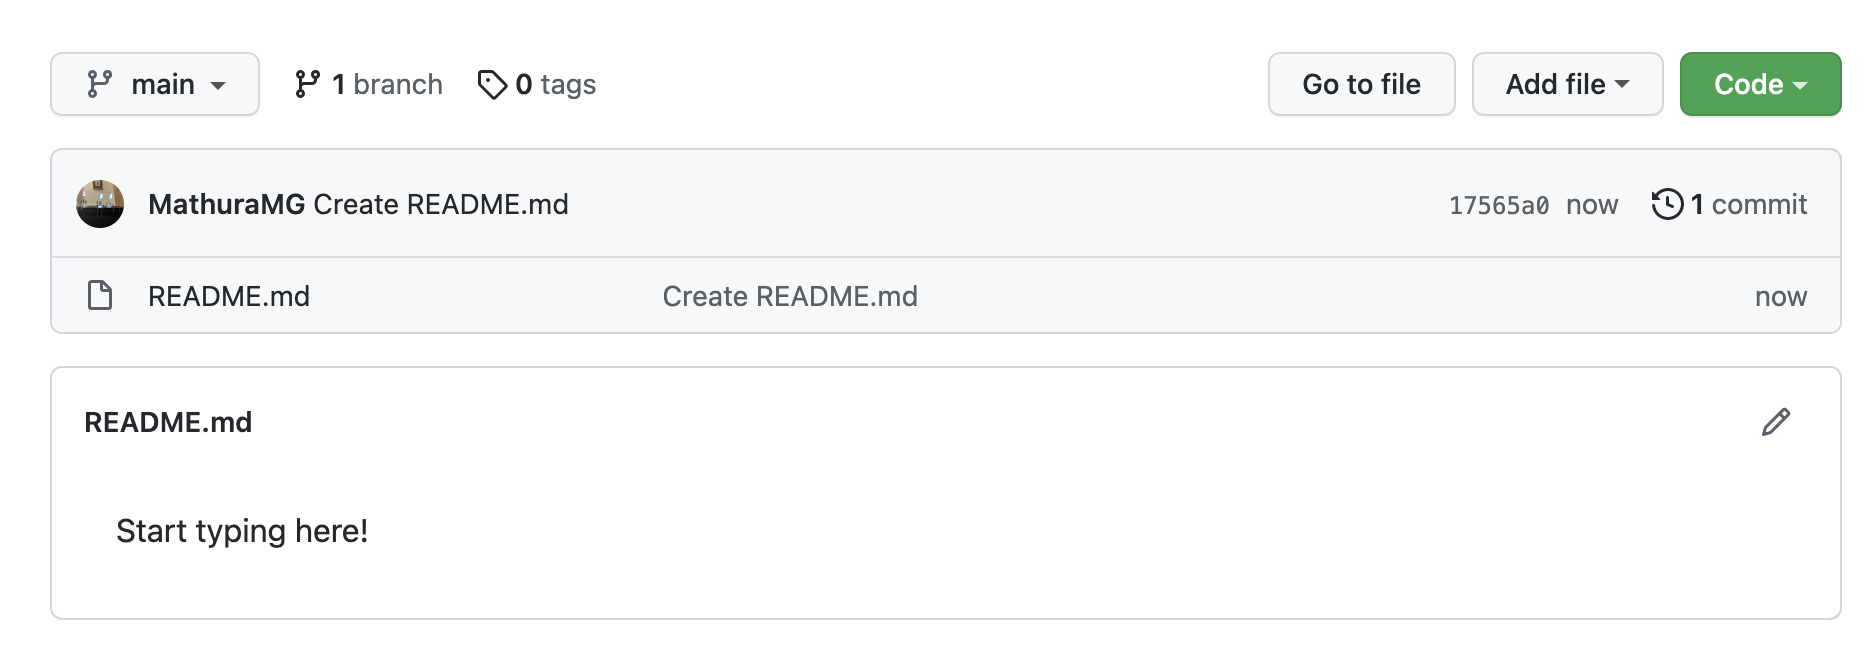 main 1 branch 0 tags Go to file Add file Code
MathuraMG Create README.md 17565a0 now 1 commit
README.md Create README.md now
README.md
Start typing here!